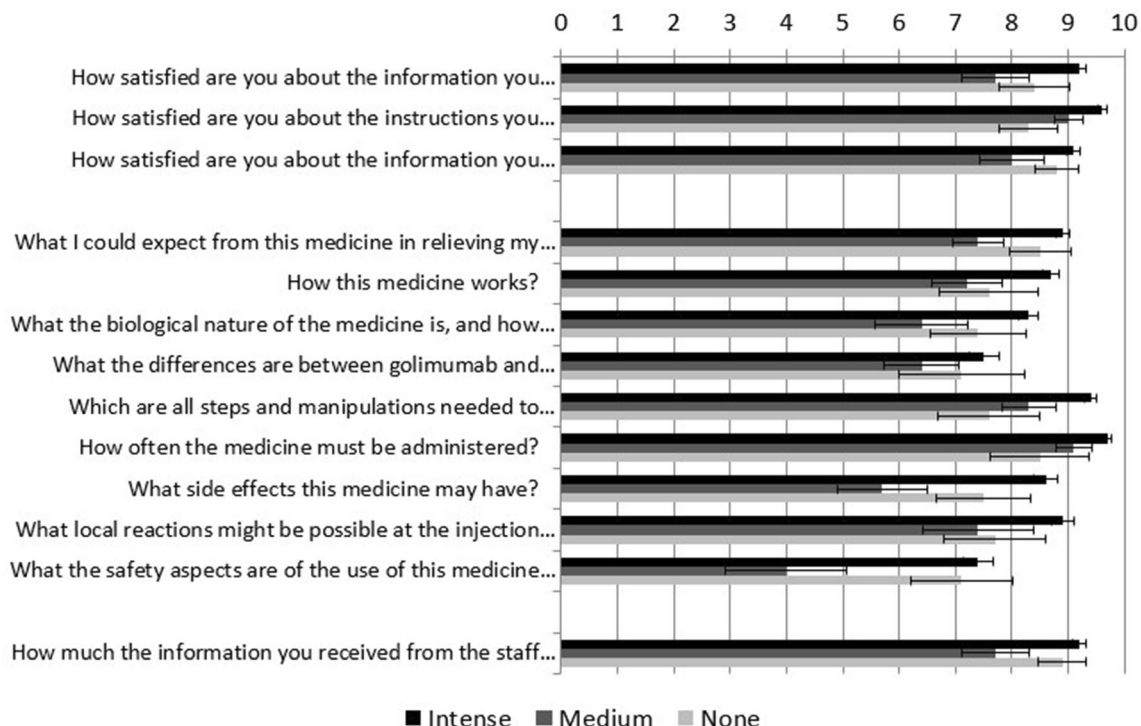 0 1 2 3 4 5 6 7 8 9 10
How satisfied are you about the information you...
How satisfied are you about the instructions you...
How satisfied are you about the information you...
What I could expect from this medicine in relieving my...
How this medicine works?
What the biological nature of the medicine is, and how...
What the differences are between golimumab and...
Which are all steps and manipulations needed to...
How often the medicine must be administered?
What side effects this medicine may have?
What local reactions might be possible at the injection...
What the safety aspects are of the use of this medicine...
How much the information you received from the staff...
Intense Medium None